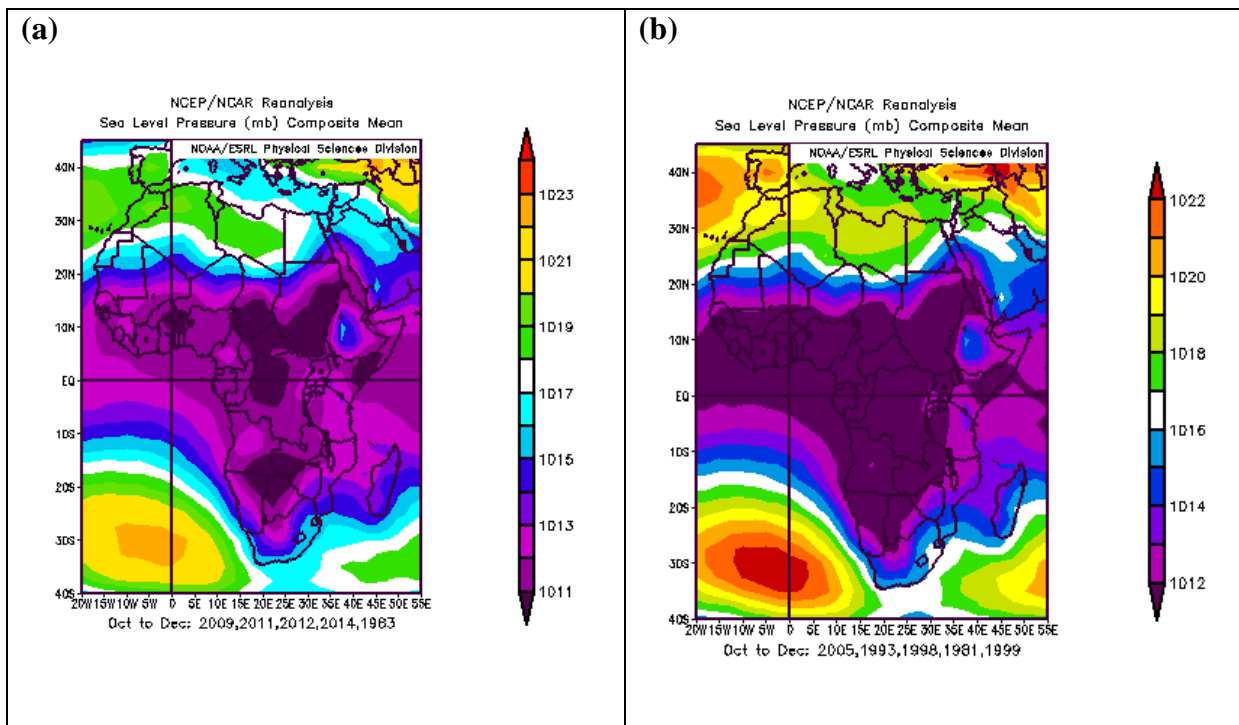 (a)
NCEP/NCAR Reanalysis
Sea Level Pressure (mb) Composite Mean
NOAA/ESRL Physical Sciences Division
40N
30N
20N
10N
EQ
10S
20S
30S
40S
20W 15W 10W 5W 0 5E 10E 15E 20E 25E 30E 35E 40E 45E 50E 55E
Oct to Dec: 2009,2011,2012,2014,1983
1023
1021
1019
1017
1015
1013
1011
(b)
NCEP/NCAR Reanalysis
Sea Level Pressure (mb) Composite Mean
NOAA/ESRL Physical Sciences Division
40N
30N
20N
10N
EQ
10S
20S
30S
40S
20W 15W 10W 5W 0 5E 10E 15E 20E 25E 30E 35E 40E 45E 50E 55E
Oct to Dec: 2005,1993,1998,1981,1999
1022
1020
1018
1016
1014
1012